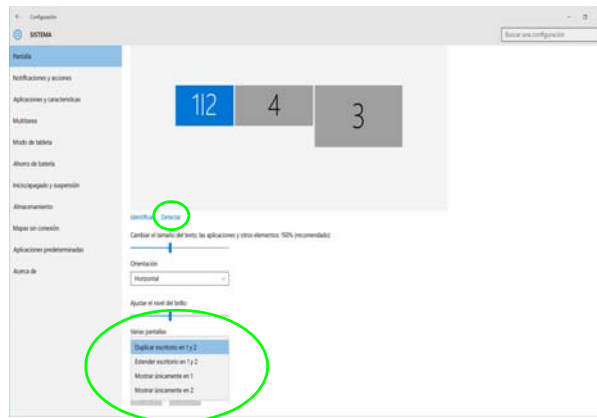 Configuración
SISTEMA
Buscar una configuración
Pantalla
Notificaciones y acciones
Aplicaciones y características
Multitarea
Modo de tableta
Ahorro de batería
Inicio/apagado y suspensión
Almacenamiento
Mapas sin conexión
Aplicaciones predeterminadas
Acerca de
1|2
4
3
Identificar Detectar
Cambiar el tamaño del texto, las aplicaciones y otros elementos: 100% (recomendado)
Orientación
Horizontal
Ajustar el nivel del brillo
Varias pantallas
Duplicar escritorio en 1 y 2
Extender escritorio en 1 y 2
Mostrar únicamente en 1
Mostrar únicamente en 2